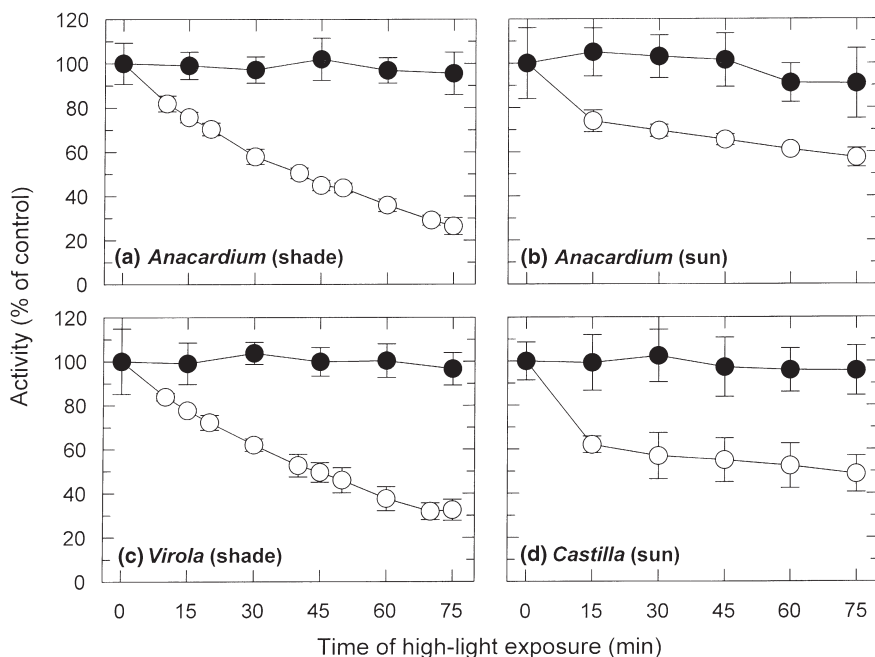 Activity (% of control)
120
100
80
60
40
20
0
(a) Anacardium (shade)
(b) Anacardium (sun)
120
100
80
60
40
20
0
(c) Virola (shade)
(d) Castilla (sun)
0 15 30 45 60 75
0 15 30 45 60 75
Time of high-light exposure (min)